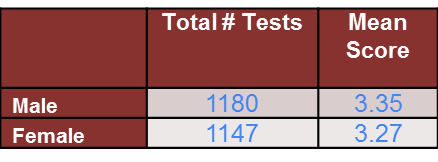 Total # Tests Mean
Score
Male 1180 3.35
Female 1147 3.27